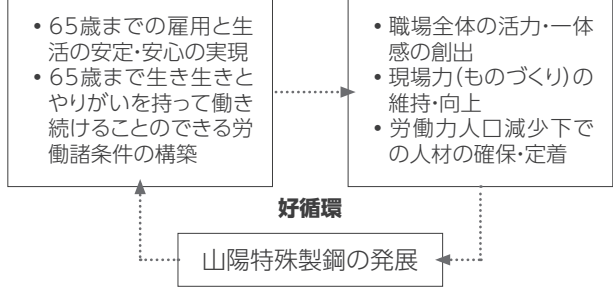 • 65歳までの雇用と生
活の安定・安心の実現
• 65歳まで生き生きと
やりがいを持って働き
続けることのできる労
働諸条件の構築
• 職場全体の活力・一体
感の創出
• 現場力(ものづくり)の
維持・向上
• 労働力人口減少下で
の人材の確保・定着
好循環
山陽特殊製鋼の発展